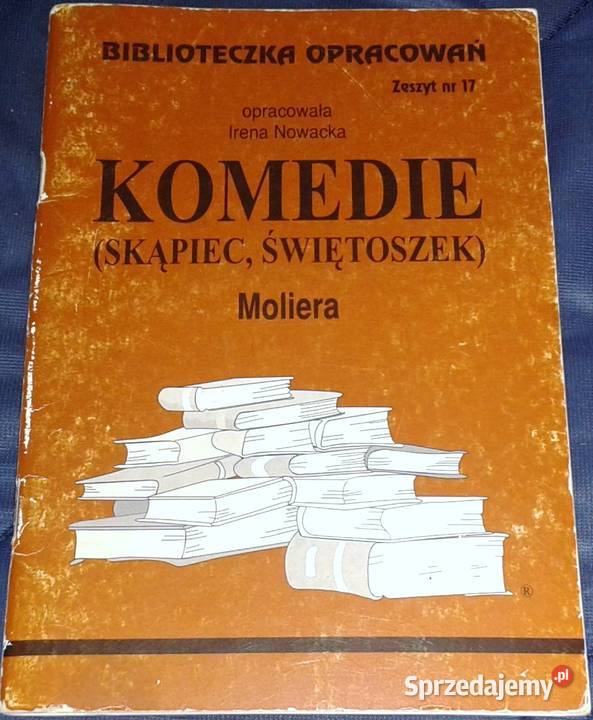 BIBLIOTECZKA OPRACOWAŃ
Zeszyt nr 17
opracowała
Irena Nowacka
KOMEDIE
(SKĄPIEC, ŚWIĘTOSZEK)
Moliera
®
Sprzedajemy.pl